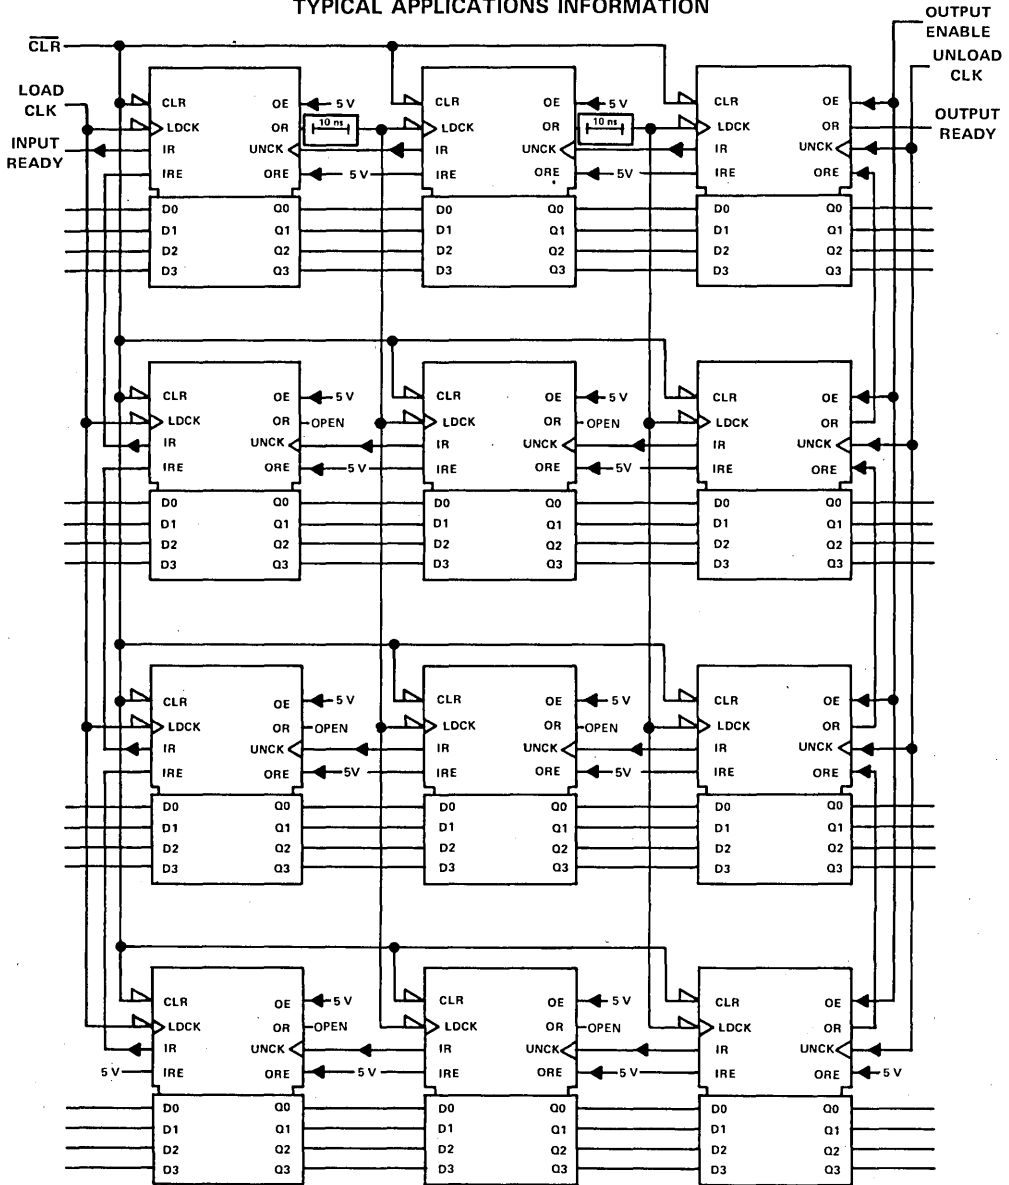 TYPICAL APPLICATIONS INFORMATION
OUTPUT
ENABLE
CLR
UNLOAD
CLK
LOAD
CLK
CLR OE 5 V CLR OE 5 V CLR OE
LDCK OR 10 ns LDCK OR 10 ns LDCK OR OUTPUT
READY
INPUT
READY
IR UNCK IR UNCK IR UNCK
IRE ORE 5 V IRE ORE 5V IRE ORE
D0 Q0 D0 Q0 D0 Q0
D1 Q1 D1 Q1 D1 Q1
D2 Q2 D2 Q2 D2 Q2
D3 Q3 D3 Q3 D3 Q3
CLR OE 5 V CLR OE 5 V CLR OE
LDCK OR OPEN LDCK OR OPEN LDCK OR
IR UNCK IR UNCK IR UNCK
IRE ORE 5 V IRE ORE 5 V IRE ORE
D0 Q0 D0 Q0 D0 Q0
D1 Q1 D1 Q1 D1 Q1
D2 Q2 D2 Q2 D2 Q2
D3 Q3 D3 Q3 D3 Q3
CLR OE 5 V CLR OE 5 V CLR OE
LDCK OR OPEN LDCK OR OPEN LDCK OR
IR UNCK IR UNCK IR UNCK
IRE ORE 5V IRE ORE 5V IRE ORE
D0 Q0 D0 Q0 D0 Q0
D1 Q1 D1 Q1 D1 Q1
D2 Q2 D2 Q2 D2 Q2
D3 Q3 D3 Q3 D3 Q3
CLR OE 5 V CLR OE 5 V CLR OE
LDCK OR OPEN LDCK OR OPEN LDCK OR
IR UNCK IR UNCK IR UNCK
5 V IRE ORE 5 V IRE ORE 5 V IRE ORE 5 V
D0 Q0 D0 Q0 D0 Q0
D1 Q1 D1 Q1 D1 Q1
D2 Q2 D2 Q2 D2 Q2
D3 Q3 D3 Q3 D3 Q3